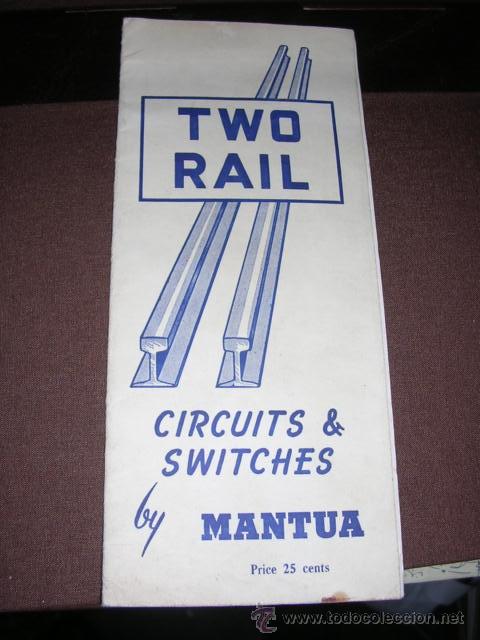 TWO
RAIL
CIRCUITS &
SWITCHES
by MANTUA
Price 25 cents
© www.todocoleccion.net